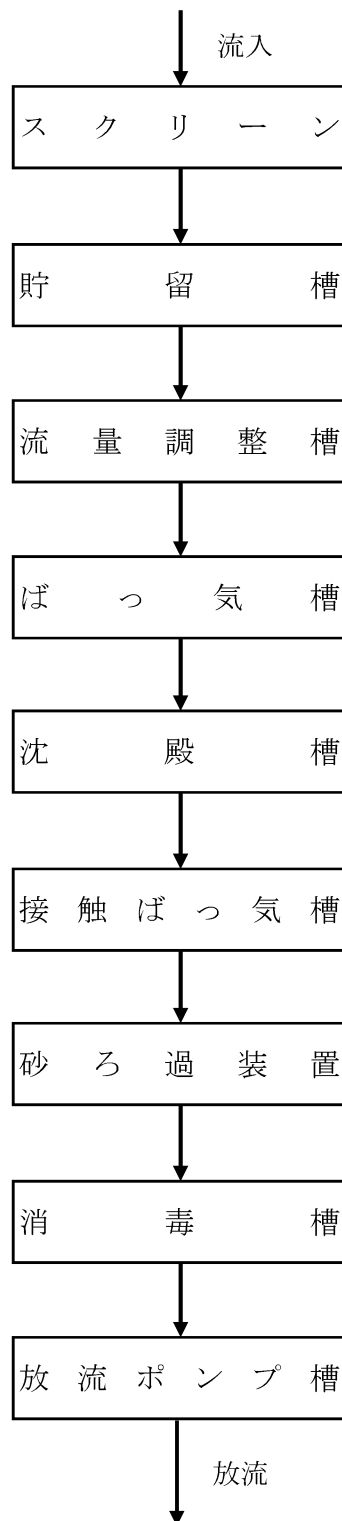 流入
スクリーン
貯留槽
流量調整槽
ばっ気槽
沈殿槽
接触ばっ気槽
砂ろ過装置
消毒槽
放流ポンプ槽
放流